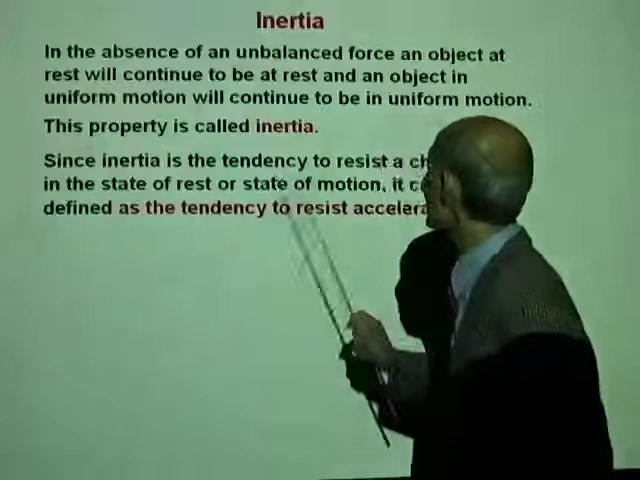 Inertia
In the absence of an unbalanced force an object at
rest will continue to be at rest and an object in
uniform motion will continue to be in uniform motion.
This property is called inertia.
Since inertia is the tendency to resist a
in the state of rest or state of motion, it
defined as the tendency to resist